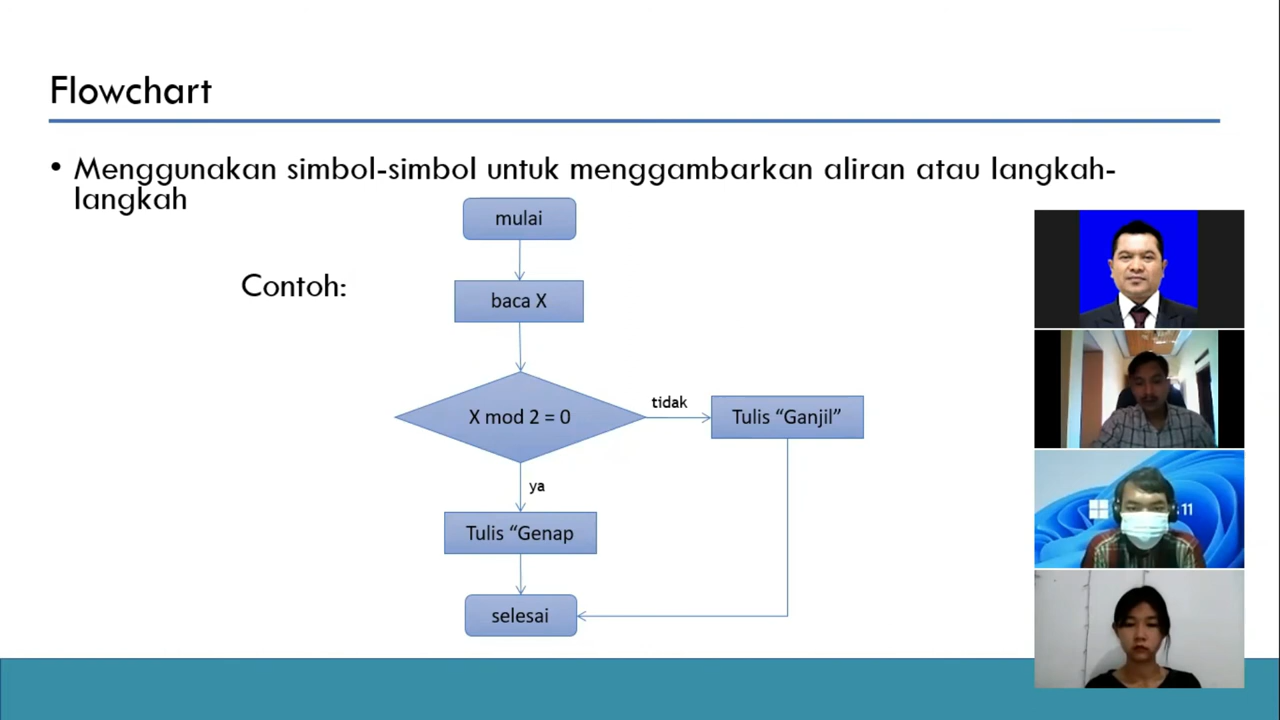 Flowchart
• Menggunakan simbol-simbol untuk menggambarkan aliran atau langkah-
langkah
mulai
Contoh:
baca X
X mod 2 = 0
tidak
Tulis “Ganjil”
ya
Tulis “Genap
selesai
11